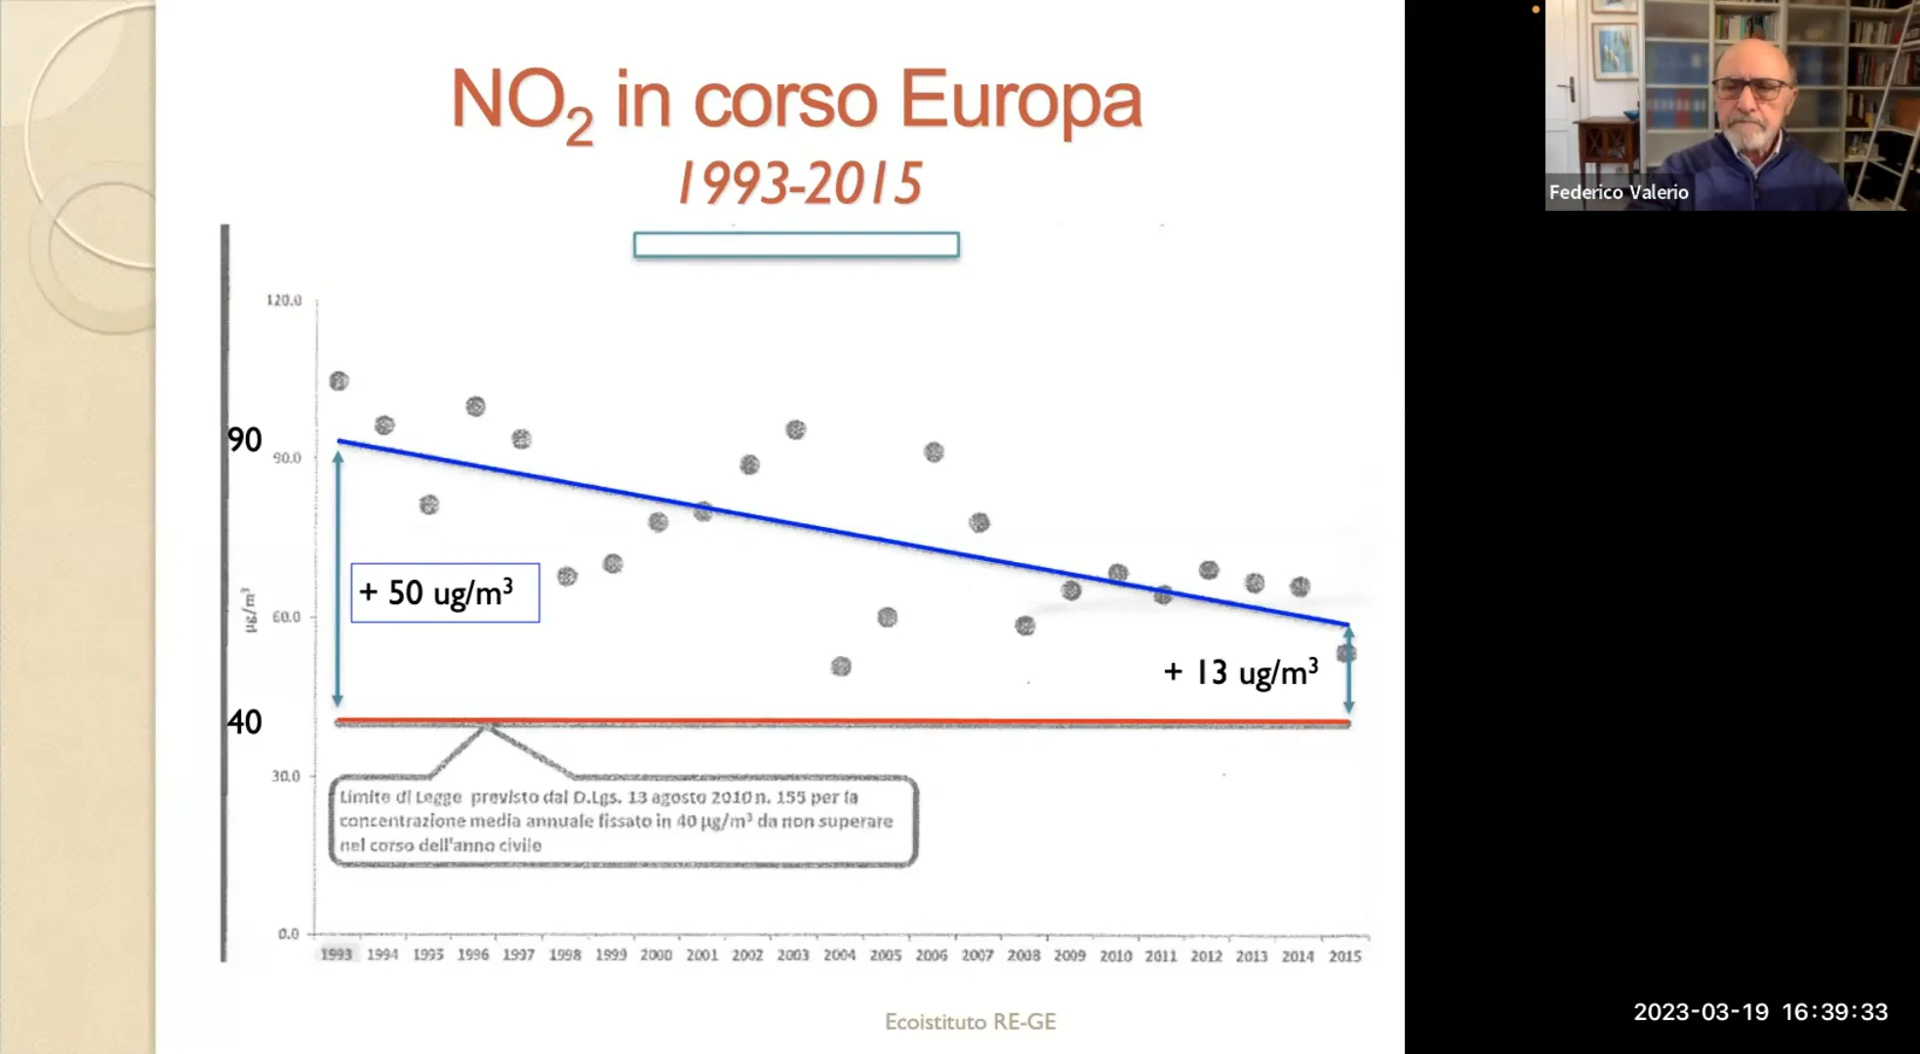 NO₂ in corso Europa
1993-2015
120.0
90
90.0
+ 50 ug/m³
µg/m³
60.0
+ 13 ug/m³
40
30.0
Limite di Legge previsto dal D.Lgs. 13 agosto 2010 n. 155 per la
concentrazione media annuale fissato in 40 µg/m³ da non superare
nel corso dell'anno civile
0.0
1993 1994 1995 1996 1997 1998 1999 2000 2001 2002 2003 2004 2005 2006 2007 2008 2009 2010 2011 2012 2013 2014 2015
Ecoistituto RE-GE
Federico Valerio
2023-03-19 16:39:33